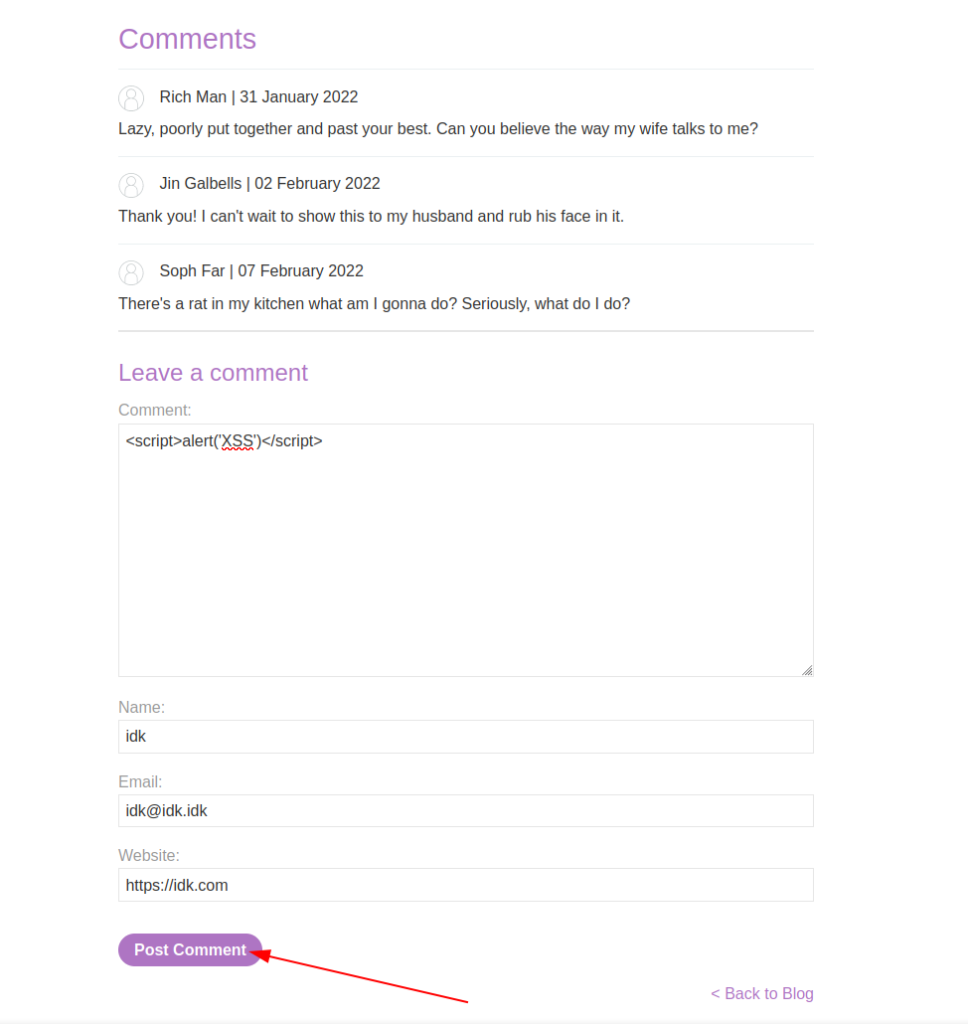 Comments
Rich Man | 31 January 2022
Lazy, poorly put together and past your best. Can you believe the way my wife talks to me?
Jin Galbells | 02 February 2022
Thank you! I can't wait to show this to my husband and rub his face in it.
Soph Far | 07 February 2022
There's a rat in my kitchen what am I gonna do? Seriously, what do I do?
Leave a comment
Comment:
<script>alert('XSS')</script>
Name:
idk
Email:
idk@idk.idk
Website:
https://idk.com
Post Comment
< Back to Blog